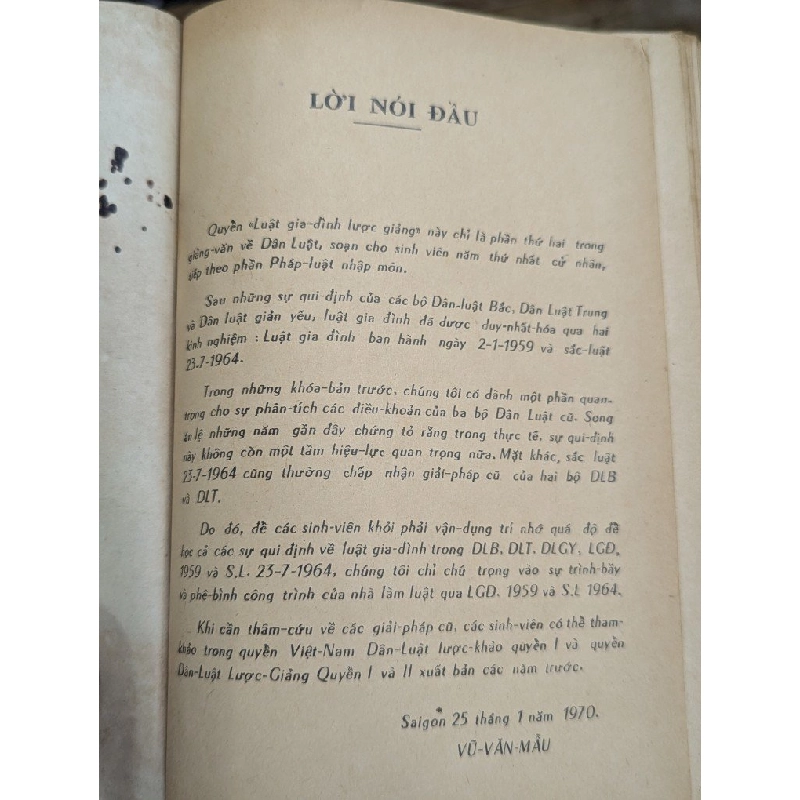 LỜI NÓI ĐẦU
Quyển «Luật gia-đình lược giảng» này chỉ là phần thứ hai trong
giảng-văn về Dân Luật, soạn cho sinh viên năm thứ nhất cử nhân,
tiếp theo phần Pháp-luật nhập môn.
Sau những sự qui-định của các bộ Dân-luật Bắc, Dân Luật Trung
và Dân luật giản yếu, luật gia đình đã được duy-nhất-hóa qua hai
kinh nghiệm : Luật gia đình ban hành ngày 2-1-1959 và sắc-luật
23.7-1964.
Trong những khóa-bản trước, chúng tôi có dành một phần quan-
trọng cho sự phân-tích các điều-khoản của ba bộ Dân Luật cũ. Song
án lệ những năm gần đây chứng tỏ rằng trong thực tế, sự qui-định
này không còn một tầm hiệu-lực quan trọng nữa. Mặt khác, sắc luật
23-7-1964 cũng thường chấp nhận giải-pháp cũ của hai bộ DLB
và DLT.
Do đó, để các sinh-viên khỏi phải vận-dụng trí nhớ quá độ để
học cả các sự qui định về luật gia-đình trong DLB, DLT, DLGY, LGĐ,
1959 và S.L. 23-7-1964, chúng tôi chỉ chú trọng vào sự trình-bày
và phê-bình công trình của nhà làm luật qua LGĐ. 1959 và S.L 1964.
Khi cần thâm-cứu về các giải-pháp cũ, các sinh-viên có thể tham-
khảo trong quyển Việt-Nam Dân-Luật lược-khảo quyển I và quyển
Dân-Luật Lược-Giảng Quyển I và II xuất bản các năm trước.
Saigon 25 tháng 1 năm 1970.
VŨ-VĂN-MẪU